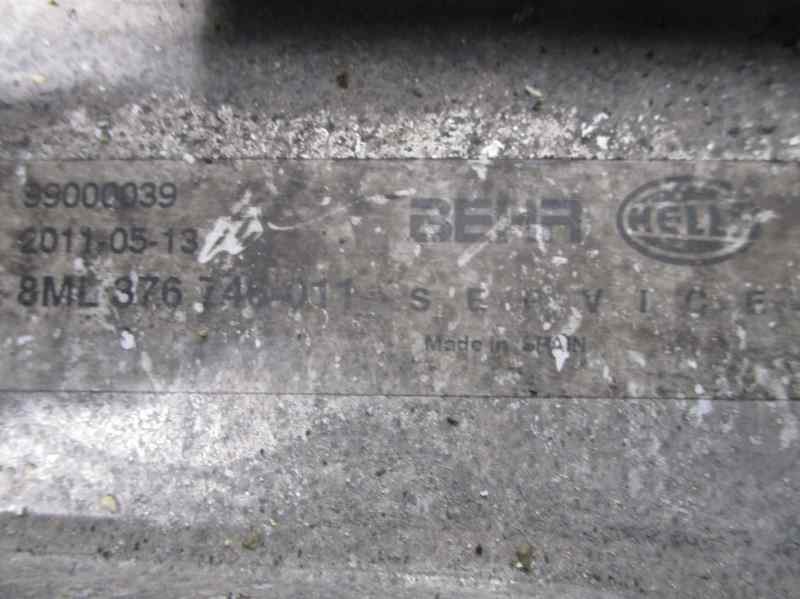 99000039
2011-05-13
8ML 376 746-011
BEHR HELLA
SERVICE
Made in SPAIN